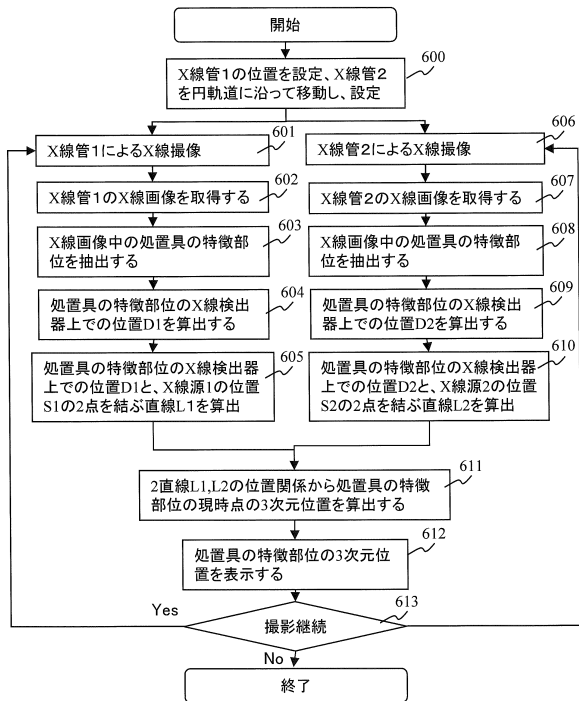 開始
X線管1の位置を設定、X線管2
を円軌道に沿って移動し、設定
600
X線管1によるX線撮像
601
X線管1のX線画像を取得する
602
X線画像中の処置具の特徴部
位を抽出する
603
処置具の特徴部位のX線検出
器上での位置D1を算出する
604
処置具の特徴部位のX線検出器
上での位置D1と、X線源1の位置
S1の2点を結ぶ直線L1を算出
605
X線管2によるX線撮像
606
X線管2のX線画像を取得する
607
X線画像中の処置具の特徴部
位を抽出する
608
処置具の特徴部位のX線検出
器上での位置D2を算出する
609
処置具の特徴部位のX線検出器
上での位置D2と、X線源2の位置
S2の2点を結ぶ直線L2を算出
610
2直線L1,L2の位置関係から処置具の特徴
部位の現時点の3次元位置を算出する
611
処置具の特徴部位の3次元位
置を表示する
612
Yes
撮影継続
613
No
終了